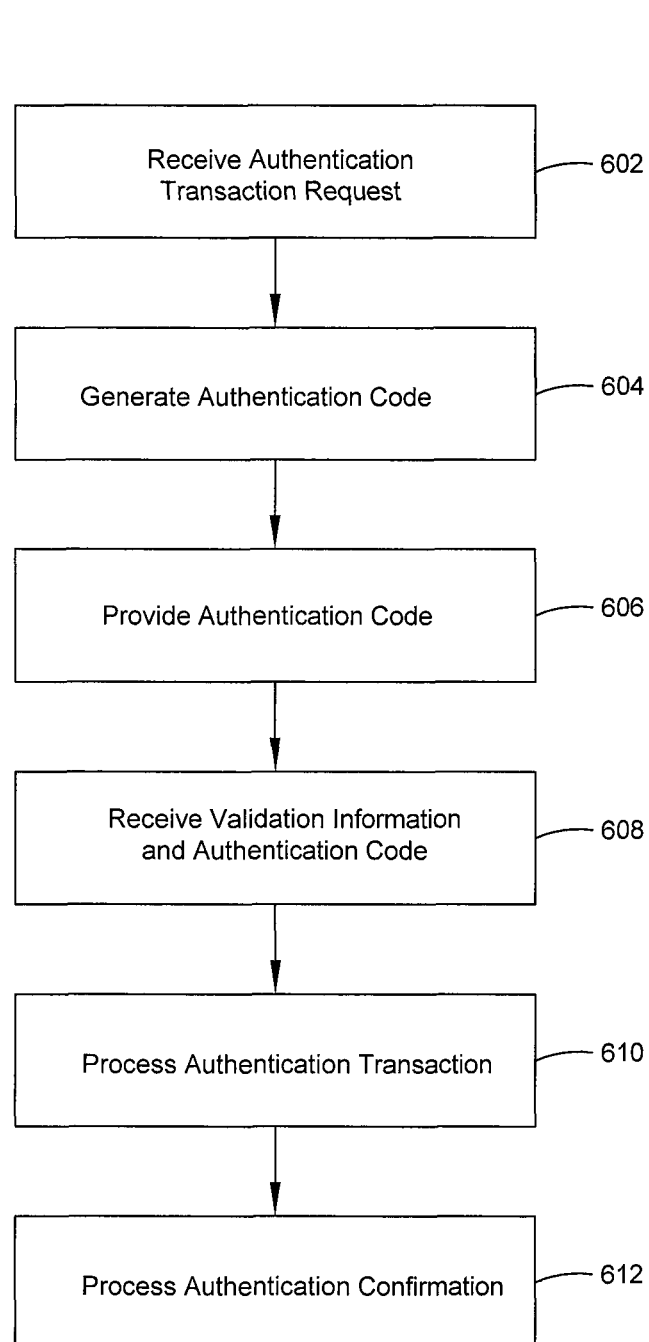 Receive Authentication
Transaction Request
602
Generate Authentication Code
604
Provide Authentication Code
606
Receive Validation Information
and Authentication Code
608
Process Authentication Transaction
610
Process Authentication Confirmation
612